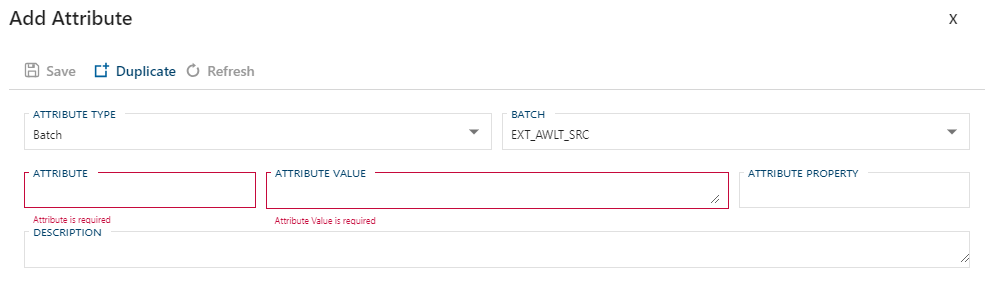 Add Attribute
X
Save Duplicate Refresh
ATTRIBUTE TYPE
Batch
BATCH
EXT_AWLT_SRC
ATTRIBUTE
Attribute is required
ATTRIBUTE VALUE
Attribute Value is required
ATTRIBUTE PROPERTY
DESCRIPTION